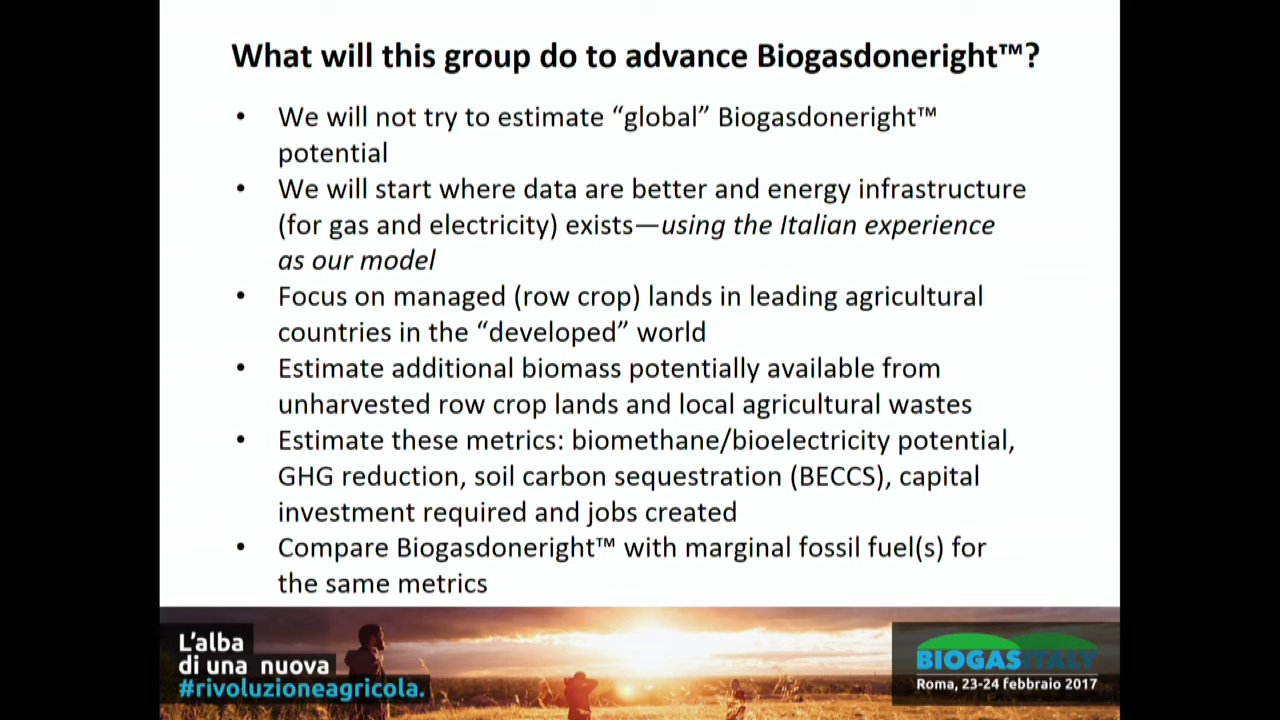 What will this group do to advance Biogasdoneright™?
• We will not try to estimate “global” Biogasdoneright™
potential
• We will start where data are better and energy infrastructure
(for gas and electricity) exists—using the Italian experience
as our model
• Focus on managed (row crop) lands in leading agricultural
countries in the “developed” world
• Estimate additional biomass potentially available from
unharvested row crop lands and local agricultural wastes
• Estimate these metrics: biomethane/bioelectricity potential,
GHG reduction, soil carbon sequestration (BECCS), capital
investment required and jobs created
• Compare Biogasdoneright™ with marginal fossil fuel(s) for
the same metrics
L’alba
di una nuova
#rivoluzioneagricola.
BIOGASITALY
Roma, 23-24 febbraio 2017